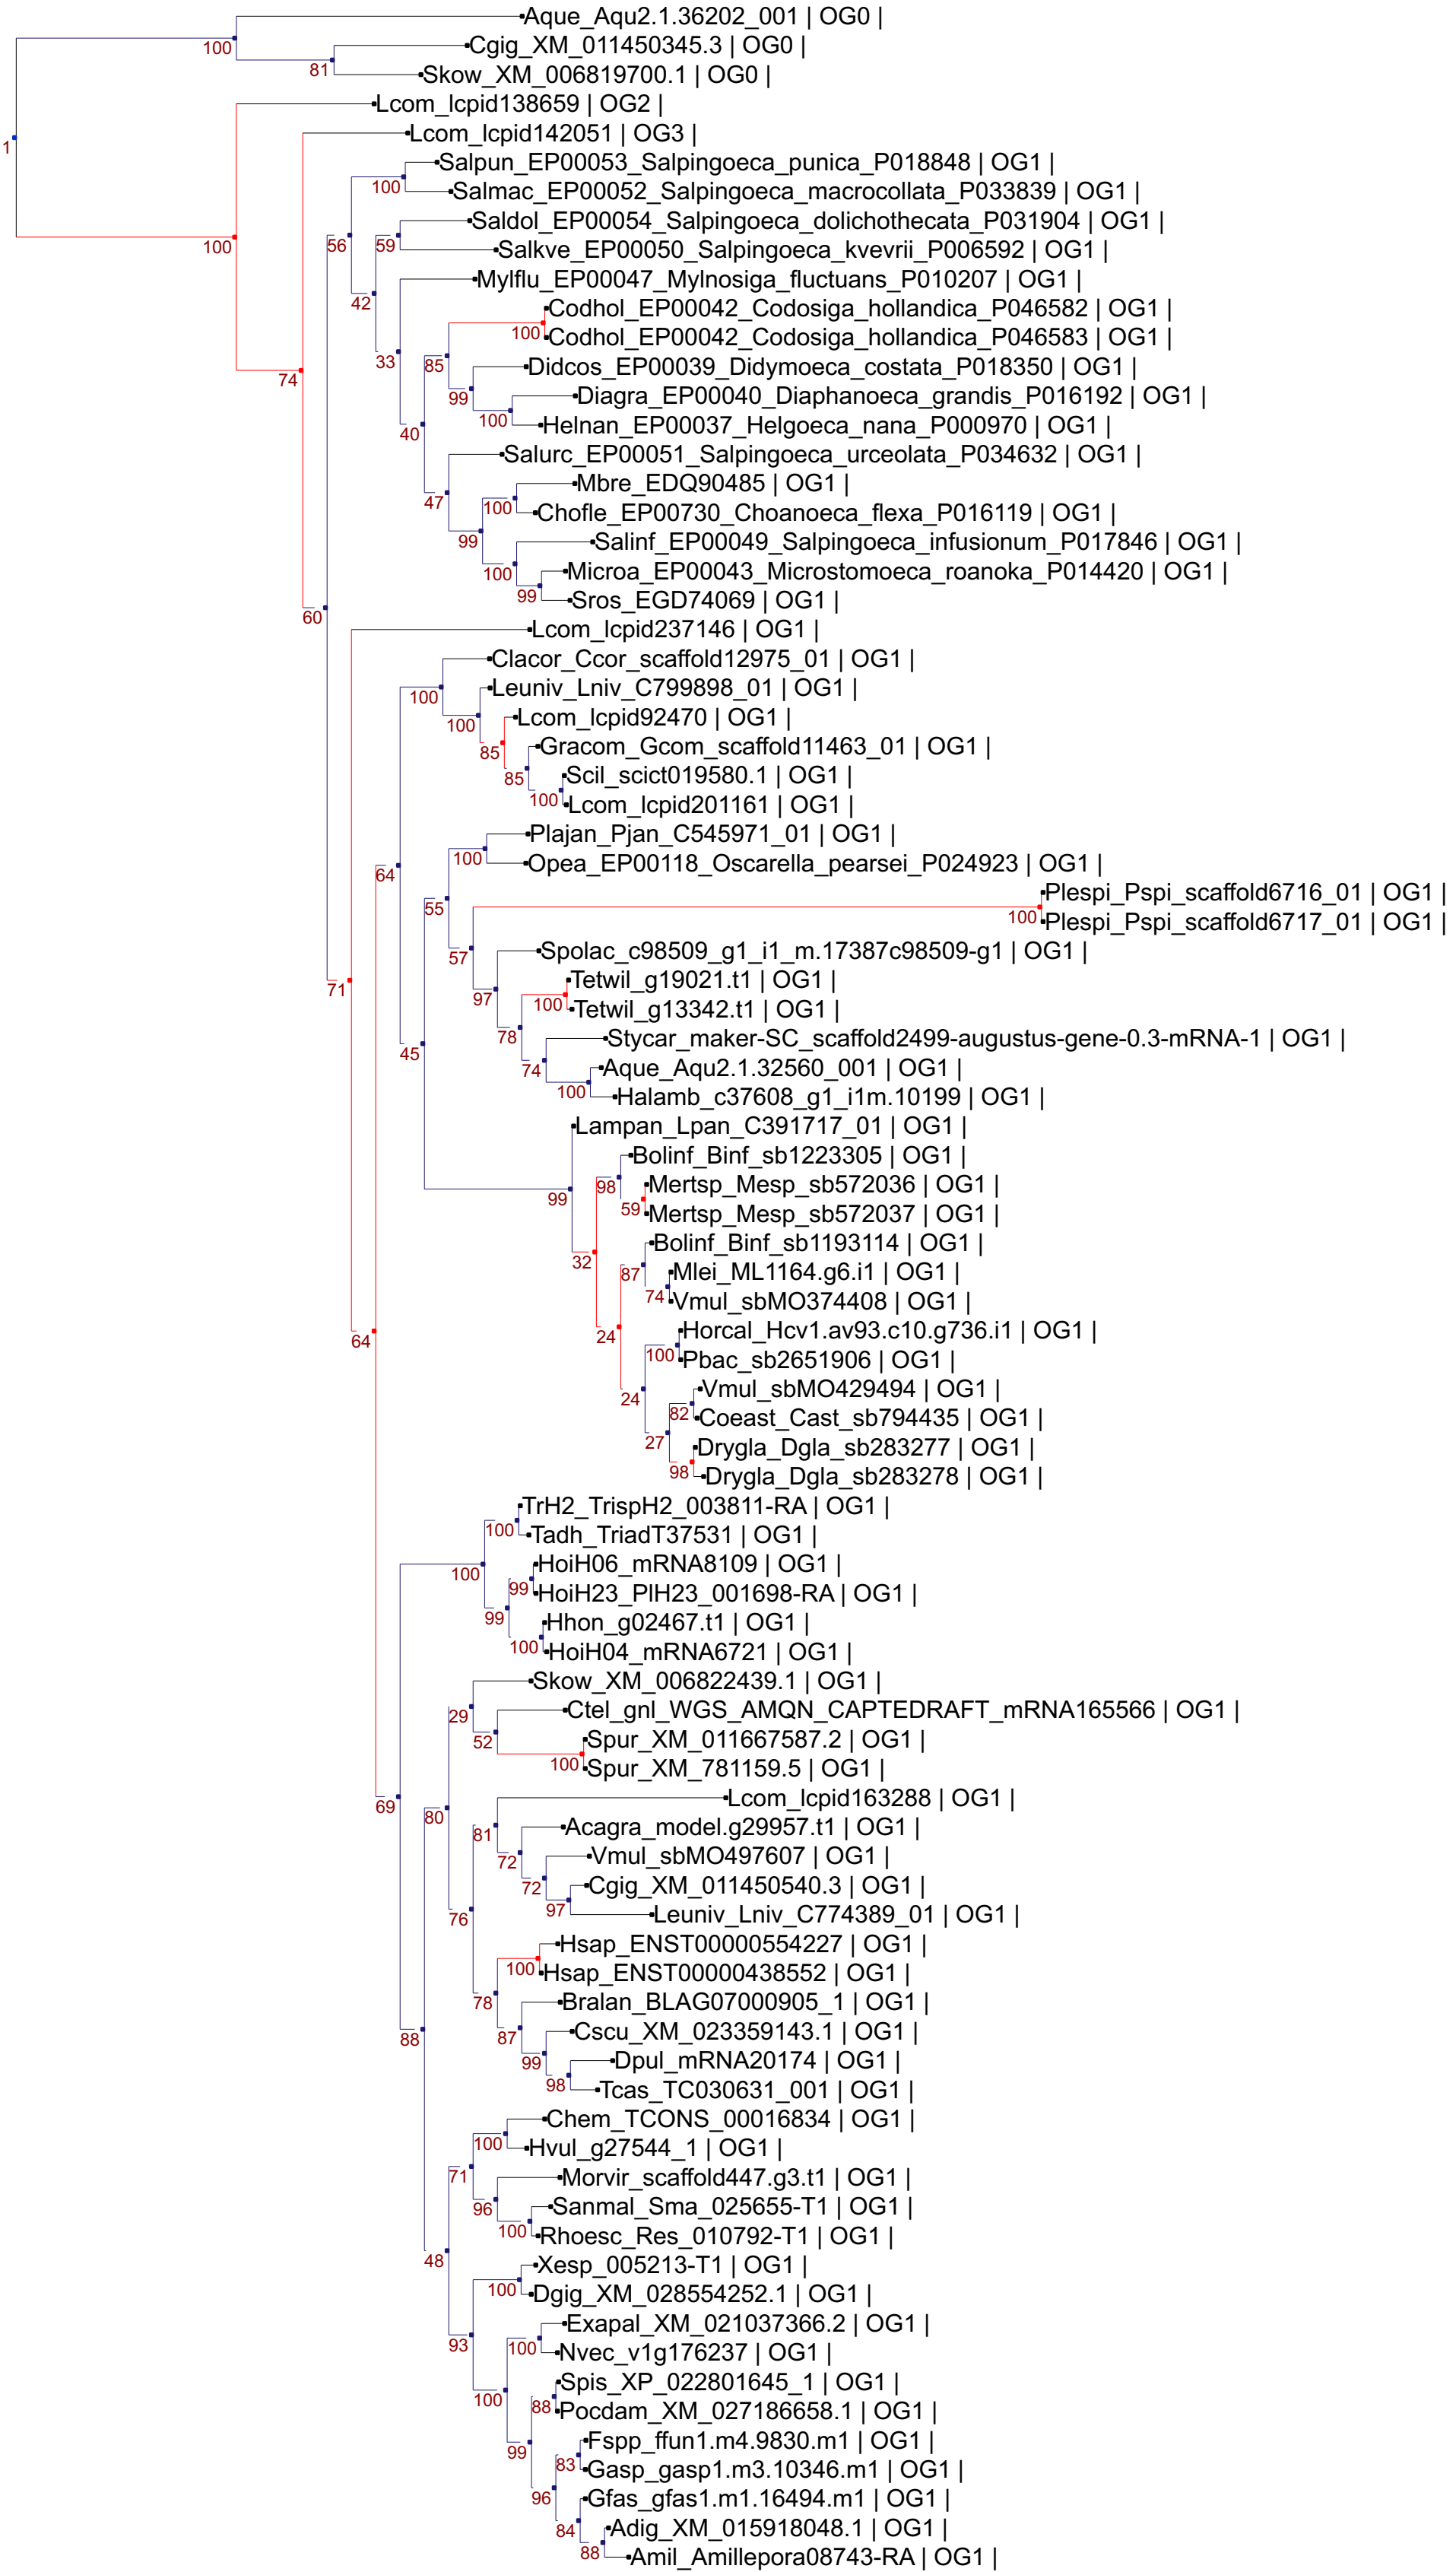 Aque_Aqu2.1.36202_001 | OG0 |
100
Cgig_XM_011450345.3 | OG0 |
81
Skow_XM_006819700.1 | OG0 |
Lcom_lcpid138659 | OG2 |
Lcom_lcpid142051 | OG3 |
1
Salpun_EP00053_Salpingoeca_punica_P018848 | OG1 |
100
Salmac_EP00052_Salpingoeca_macrocollata_P033839 | OG1 |
Saldol_EP00054_Salpingoeca_dolichothecata_P031904 | OG1 |
100
56
59
Salkve_EP00050_Salpingoeca_kvevrii_P006592 | OG1 |
Mylflu_EP00047_Mylnosiga_fluctuans_P010207 | OG1 |
42
Codhol_EP00042_Codosiga_hollandica_P046582 | OG1 |
100
Codhol_EP00042_Codosiga_hollandica_P046583 | OG1 |
33
85
Didcos_EP00039_Didymoeca_costata_P018350 | OG1 |
74
99
Diagra_EP00040_Diaphanoeca_grandis_P016192 | OG1 |
100
Helnan_EP00037_Helgoeca_nana_P000970 | OG1 |
40
Salurc_EP00051_Salpingoeca_urceolata_P034632 | OG1 |
Mbre_EDQ90485 | OG1 |
47
100
Chofle_EP00730_Choanoeca_flexa_P016119 | OG1 |
99
Salinf_EP00049_Salpingoeca_infusionum_P017846 | OG1 |
100
Microa_EP00043_Microstomoeca_roanoka_P014420 | OG1 |
99
Sros_EGD74069 | OG1 |
60
Lcom_lcpid237146 | OG1 |
Clacor_Ccor_scaffold12975_01 | OG1 |
100
Leuniv_Lniv_C799898_01 | OG1 |
100
Lcom_lcpid92470 | OG1 |
85
Gracom_Gcom_scaffold11463_01 | OG1 |
85
Scil_scict019580.1 | OG1 |
100
Lcom_lcpid201161 | OG1 |
Plajan_Pjan_C545971_01 | OG1 |
100
Opea_EP00118_Oscarella_pearsei_P024923 | OG1 |
64
Plespi_Pspi_scaffold6716_01 | OG1 |
55
100
Plespi_Pspi_scaffold6717_01 | OG1 |
57
Spolac_c98509_g1_i1_m.17387c98509-g1 | OG1 |
71
Tetwil_g19021.t1 | OG1 |
97
100
Tetwil_g13342.t1 | OG1 |
78
Stycar_maker-SC_scaffold2499-augustus-gene-0.3-mRNA-1 | OG1 |
45
74
Aque_Aqu2.1.32560_001 | OG1 |
100
Halamb_c37608_g1_i1m.10199 | OG1 |
Lampan_Lpan_C391717_01 | OG1 |
Bolinf_Binf_sb1223305 | OG1 |
98
Mertsp_Mesp_sb572036 | OG1 |
99
59
Mertsp_Mesp_sb572037 | OG1 |
Bolinf_Binf_sb1193114 | OG1 |
32
87
Mlei_ML1164.g6.i1 | OG1 |
74
Vmul_sbMO374408 | OG1 |
Horcal_Hcv1.av93.c10.g736.i1 | OG1 |
64
24
100
Pbac_sb2651906 | OG1 |
Vmul_sbMO429494 | OG1 |
24
82
Coeast_Cast_sb794435 | OG1 |
27
Drygla_Dgla_sb283277 | OG1 |
98
Drygla_Dgla_sb283278 | OG1 |
TrH2_TrispH2_003811-RA | OG1 |
100
Tadh_TriadT37531 | OG1 |
100
HoiH06_mRNA8109 | OG1 |
99
HoiH23_PlH23_001698-RA | OG1 |
99
Hhon_g02467.t1 | OG1 |
100
HoiH04_mRNA6721 | OG1 |
Skow_XM_006822439.1 | OG1 |
29
Ctel_gnl_WGS_AMQN_CAPTEDRAFT_mRNA165566 | OG1 |
52
Spur_XM_011667587.2 | OG1 |
100
Spur_XM_781159.5 | OG1 |
Lcom_lcpid163288 | OG1 |
69
80
81
Acagra_model.g29957.t1 | OG1 |
72
Vmul_sbMO497607 | OG1 |
72
Cgig_XM_011450540.3 | OG1 |
76
97
Leuniv_Lniv_C774389_01 | OG1 |
Hsap_ENST00000554227 | OG1 |
100
Hsap_ENST00000438552 | OG1 |
78
Bralan_BLAG07000905_1 | OG1 |
88
87
Cscu_XM_023359143.1 | OG1 |
99
Dpul_mRNA20174 | OG1 |
98
Tcas_TC030631_001 | OG1 |
Chem_TCONS_00016834 | OG1 |
100
Hvul_g27544_1 | OG1 |
71
Morvir_scaffold447.g3.t1 | OG1 |
96
Sanmal_Sma_025655-T1 | OG1 |
100
Rhoesc_Res_010792-T1 | OG1 |
48
Xesp_005213-T1 | OG1 |
100
Dgig_XM_028554252.1 | OG1 |
Exapal_XM_021037366.2 | OG1 |
93
100
Nvec_v1g176237 | OG1 |
Spis_XP_022801645_1 | OG1 |
100
88
Pocdam_XM_027186658.1 | OG1 |
Fspp_ffun1.m4.9830.m1 | OG1 |
99
83
Gasp_gasp1.m3.10346.m1 | OG1 |
96
Gfas_gfas1.m1.16494.m1 | OG1 |
84
Adig_XM_015918048.1 | OG1 |
88
Amil_Amillepora08743-RA | OG1 |